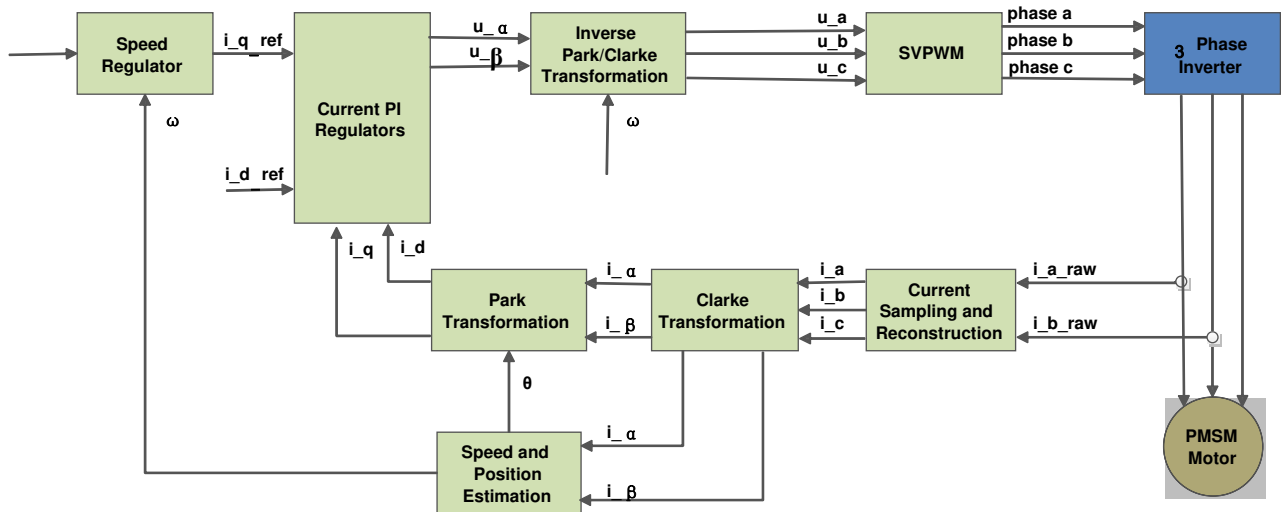 Speed
Regulator
i_q_ref
u_α
u_β
Inverse
Park/Clarke
Transformation
u_a
u_b
u_c
SVPWM
phase a
phase b
phase c
3 Phase
Inverter
ω
Current PI
Regulators
ω
i_d_ref
i_q
i_d
Park
Transformation
i_α
i_β
Clarke
Transformation
i_a
i_b
i_c
Current
Sampling and
Reconstruction
i_a_raw
i_b_raw
θ
Speed and
Position
Estimation
i_α
i_β
PMSM
Motor